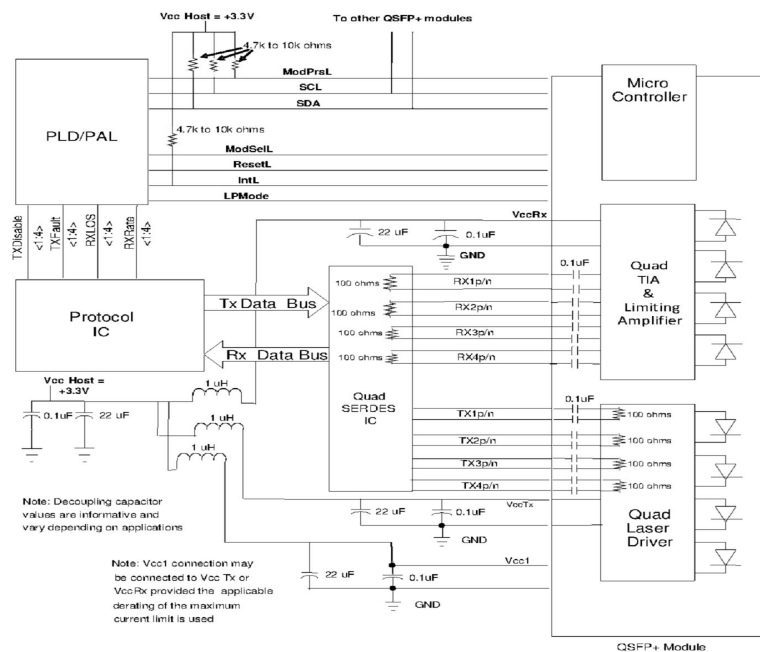 Vcc Host = +3.3V
To other QSFP+ modules
4.7k to 10k ohms
ModPrsL
SCL
SDA
Micro
Controller
PLD/PAL
4.7k to 10k ohms
ModSelL
ResetL
IntL
LPMode
TXDisable
<1:4>
TXFault
<1:4>
RXLOS
<1:4>
RXRate
<1:4>
VccRx
22 uF
0.1uF
GND
0.1uF
Quad
TIA
&
Limiting
Amplifier
100 ohms
RX1p/n
100 ohms
RX2p/n
100 ohms
RX3p/n
100 ohms
RX4p/n
Protocol
IC
Tx Data Bus
Rx Data Bus
Quad
SERDES
IC
Vcc Host =
+3.3V
0.1uF
22 uF
1 uH
1 uH
1 uH
0.1uF
TX1p/n
100 ohms
TX2p/n
100 ohms
TX3p/n
100 ohms
TX4p/n
100 ohms
VccTx
22 uF
0.1uF
GND
Quad
Laser
Driver
Note: Decoupling capacitor
values are informative and
vary depending on applications
Vcc1
22 uF
0.1uF
GND
Note: Vcc1 connection may
be connected to Vcc Tx or
VccRx provided the applicable
derating of the maximum
current limit is used
QSFP+ Module